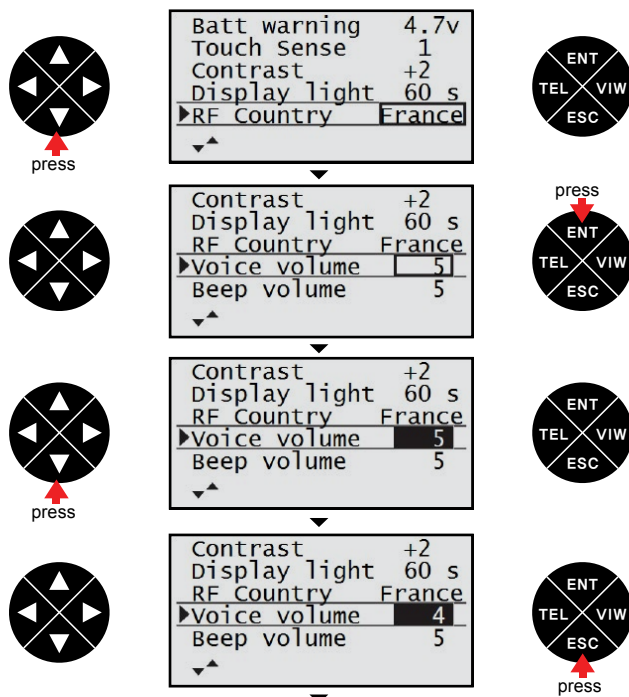 Batt warning 4.7v
Touch Sense 1
Contrast +2
Display light 60 s
RF Country France
press
ENT
TEL VIW
ESC
Contrast +2
Display light 60 s
RF Country France
Voice volume 5
Beep volume 5
press
ENT
TEL VIW
ESC
press
Contrast +2
Display light 60 s
RF Country France
Voice volume 5
Beep volume 5
ENT
TEL VIW
ESC
Contrast +2
Display light 60 s
RF Country France
Voice volume 4
Beep volume 5
ENT
TEL VIW
ESC
press